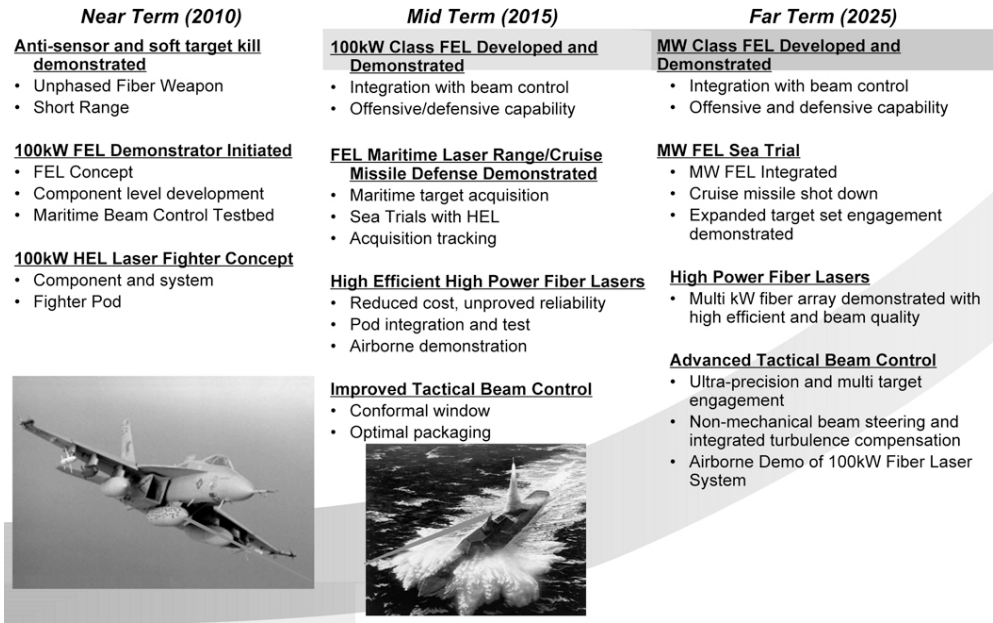 Near Term (2010)
Anti-sensor and soft target kill
demonstrated
• Unphased Fiber Weapon
• Short Range
100kW FEL Demonstrator Initiated
• FEL Concept
• Component level development
• Maritime Beam Control Testbed
100kW HEL Laser Fighter Concept
• Component and system
• Fighter Pod
Mid Term (2015)
100kW Class FEL Developed and
Demonstrated
• Integration with beam control
• Offensive/defensive capability
FEL Maritime Laser Range/Cruise
Missile Defense Demonstrated
• Maritime target acquisition
• Sea Trials with HEL
• Acquisition tracking
High Efficient High Power Fiber Lasers
• Reduced cost, unproved reliability
• Pod integration and test
• Airborne demonstration
Improved Tactical Beam Control
• Conformal window
• Optimal packaging
Far Term (2025)
MW Class FEL Developed and
Demonstrated
• Integration with beam control
• Offensive and defensive capability
MW FEL Sea Trial
• MW FEL Integrated
• Cruise missile shot down
• Expanded target set engagement
demonstrated
High Power Fiber Lasers
• Multi kW fiber array demonstrated with
high efficient and beam quality
Advanced Tactical Beam Control
• Ultra-precision and multi target
engagement
• Non-mechanical beam steering and
integrated turbulence compensation
• Airborne Demo of 100kW Fiber Laser
System